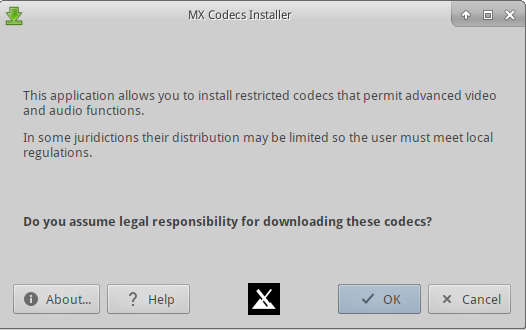 MX Codecs Installer
This application allows you to install restricted codecs that permit advanced video
and audio functions.
In some juridictions their distribution may be limited so the user must meet local
regulations.
Do you assume legal responsibility for downloading these codecs?
About...
Help
OK
Cancel